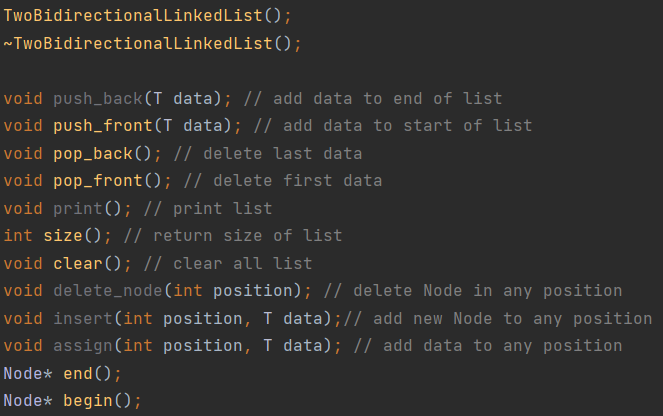 TwoBidirectionalLinkedList();
~TwoBidirectionalLinkedList();
void push_back(T data); // add data to end of list
void push_front(T data); // add data to start of list
void pop_back(); // delete last data
void pop_front(); // delete first data
void print(); // print list
int size(); // return size of list
void clear(); // clear all list
void delete_node(int position); // delete Node in any position
void insert(int position, T data);// add new Node to any position
void assign(int position, T data); // add data to any position
Node* end();
Node* begin();